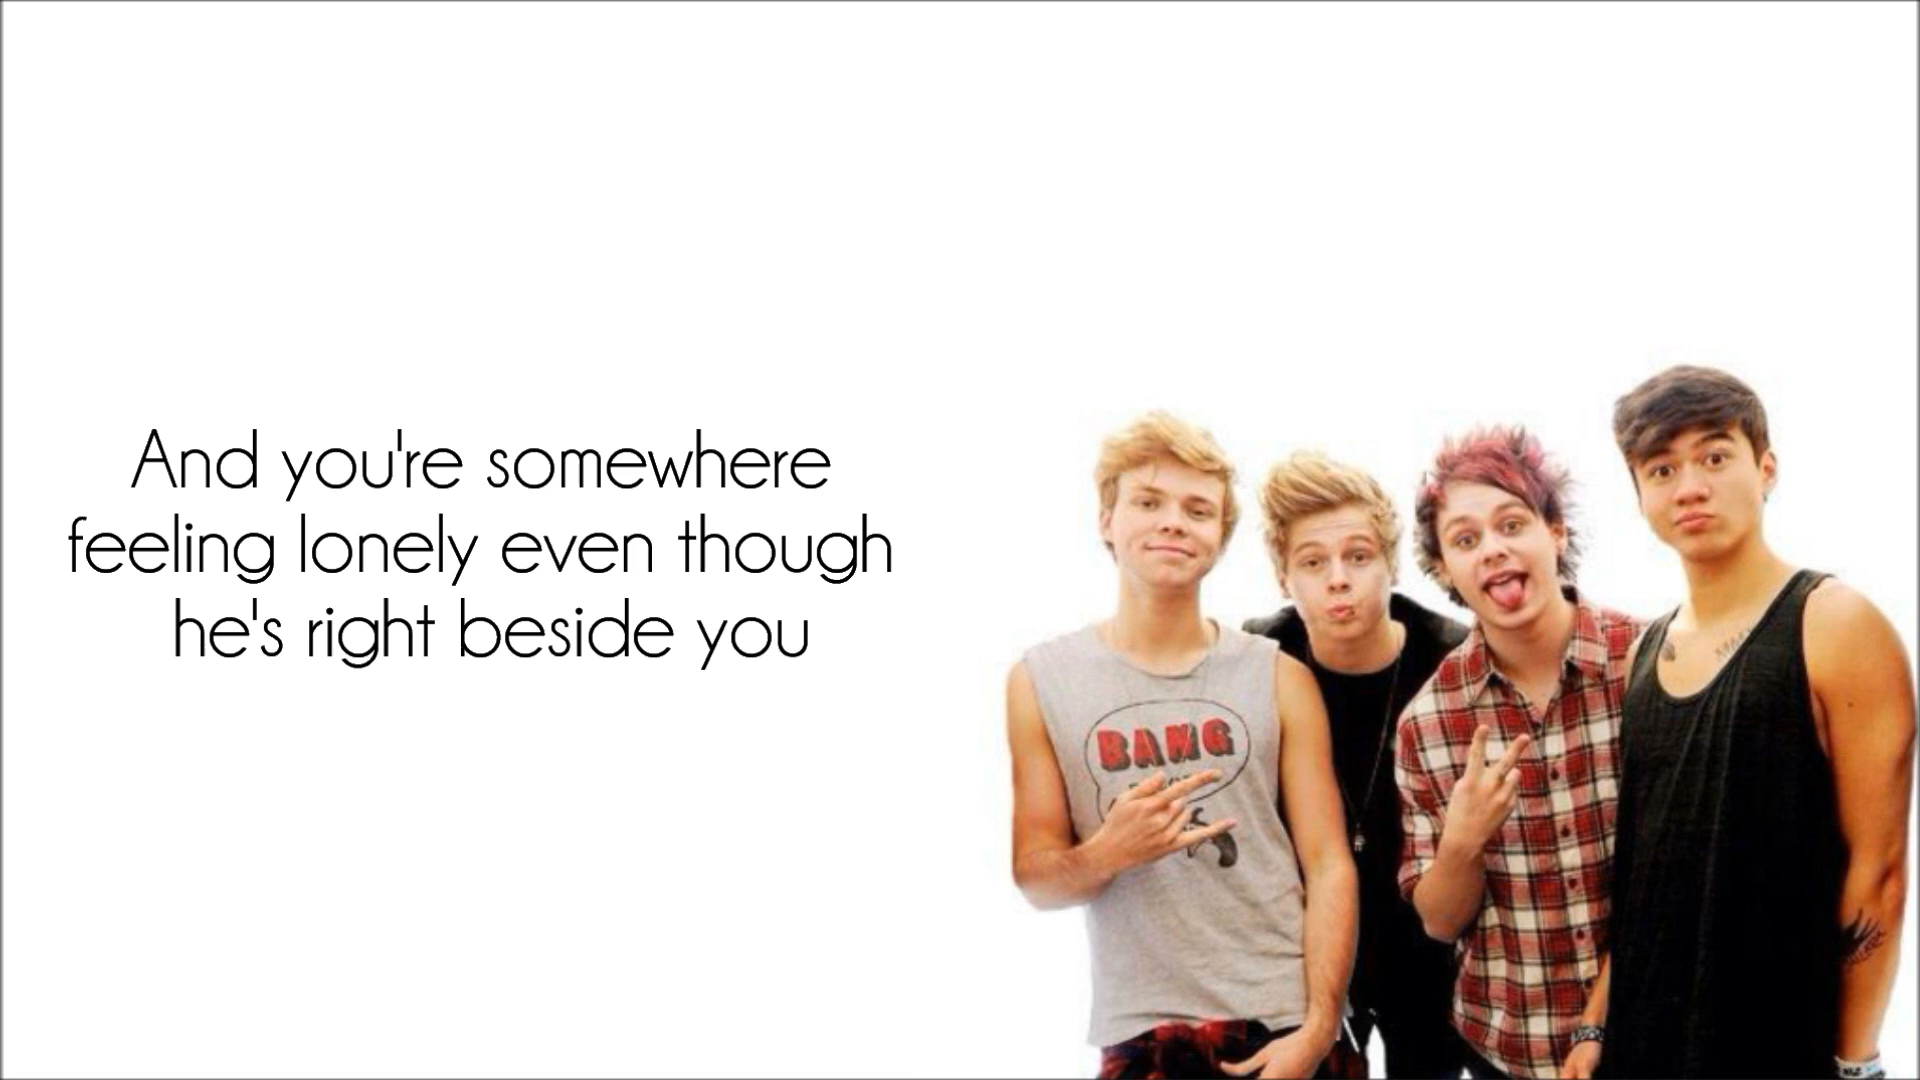 And you're somewhere
feeling lonely even though
he's right beside you
BANG